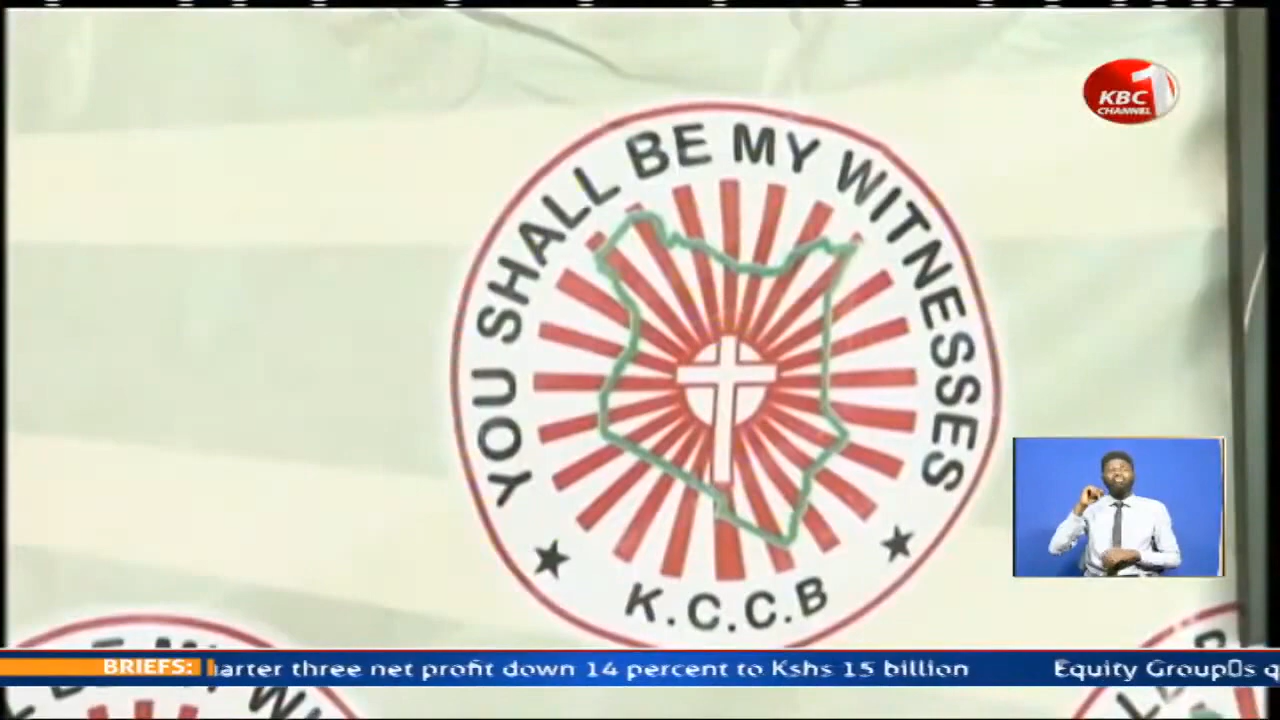 KBC 1
CHANNEL
YOU SHALL BE MY WITNESSES
K.C.C.B
BRIEFS: arter three net profit down 14 percent to Kshs 15 billion Equity Group▯s q